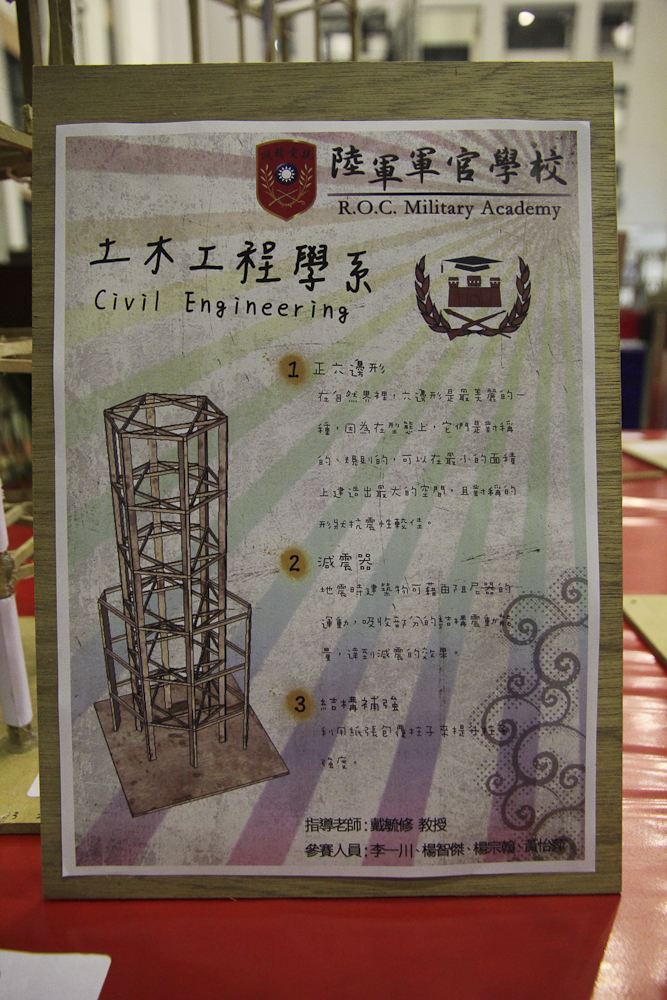 陸軍軍官學校
R.O.C. Military Academy
土木工程學系
Civil Engineering
1 正六邊形
在自然界裡，六邊形是最美麗的一
種，因為在型態上，它們是對稱
的、規則的，可以在最小的面積
上建造出最大的空間，且對稱的
形狀抗震性較佳。
2 減震器
地震時建築物可藉由阻尼器的
運動，吸收部分的結構震動能
量，達到減震的效果。
3 結構補強
利用紙張包覆柱子來提升
強度。
指導老師：戴毓修 教授
參賽人員：李一川、楊智傑、楊宗翰、黃怡